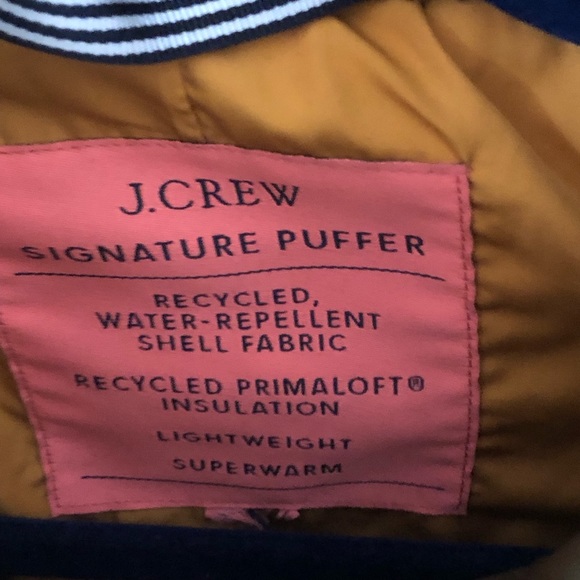 J.CREW
SIGNATURE PUFFER
RECYCLED,
WATER-REPELLENT
SHELL FABRIC
RECYCLED PRIMALOFT®
INSULATION
LIGHTWEIGHT
SUPERWARM